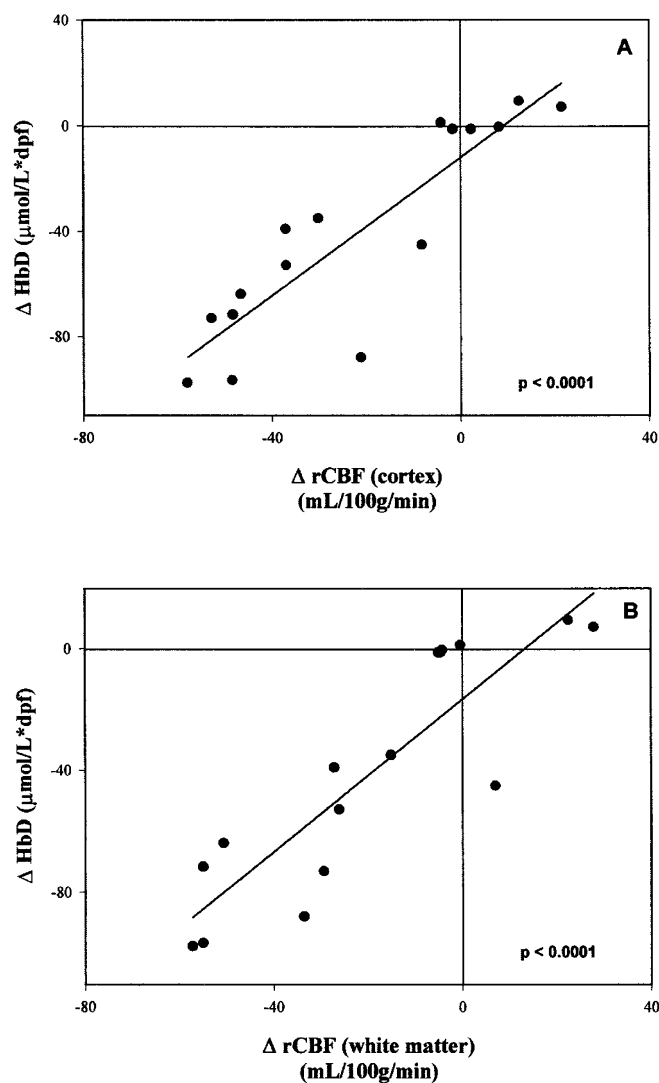 40
A
0
-40
-80
Δ HbD (μmol/L*dpf)
p < 0.0001
-80
-40
0
40
Δ rCBF (cortex)
(mL/100g/min)
B
0
-40
-80
Δ HbD (μmol/L*dpf)
p < 0.0001
-80
-40
0
40
Δ rCBF (white matter)
(mL/100g/min)